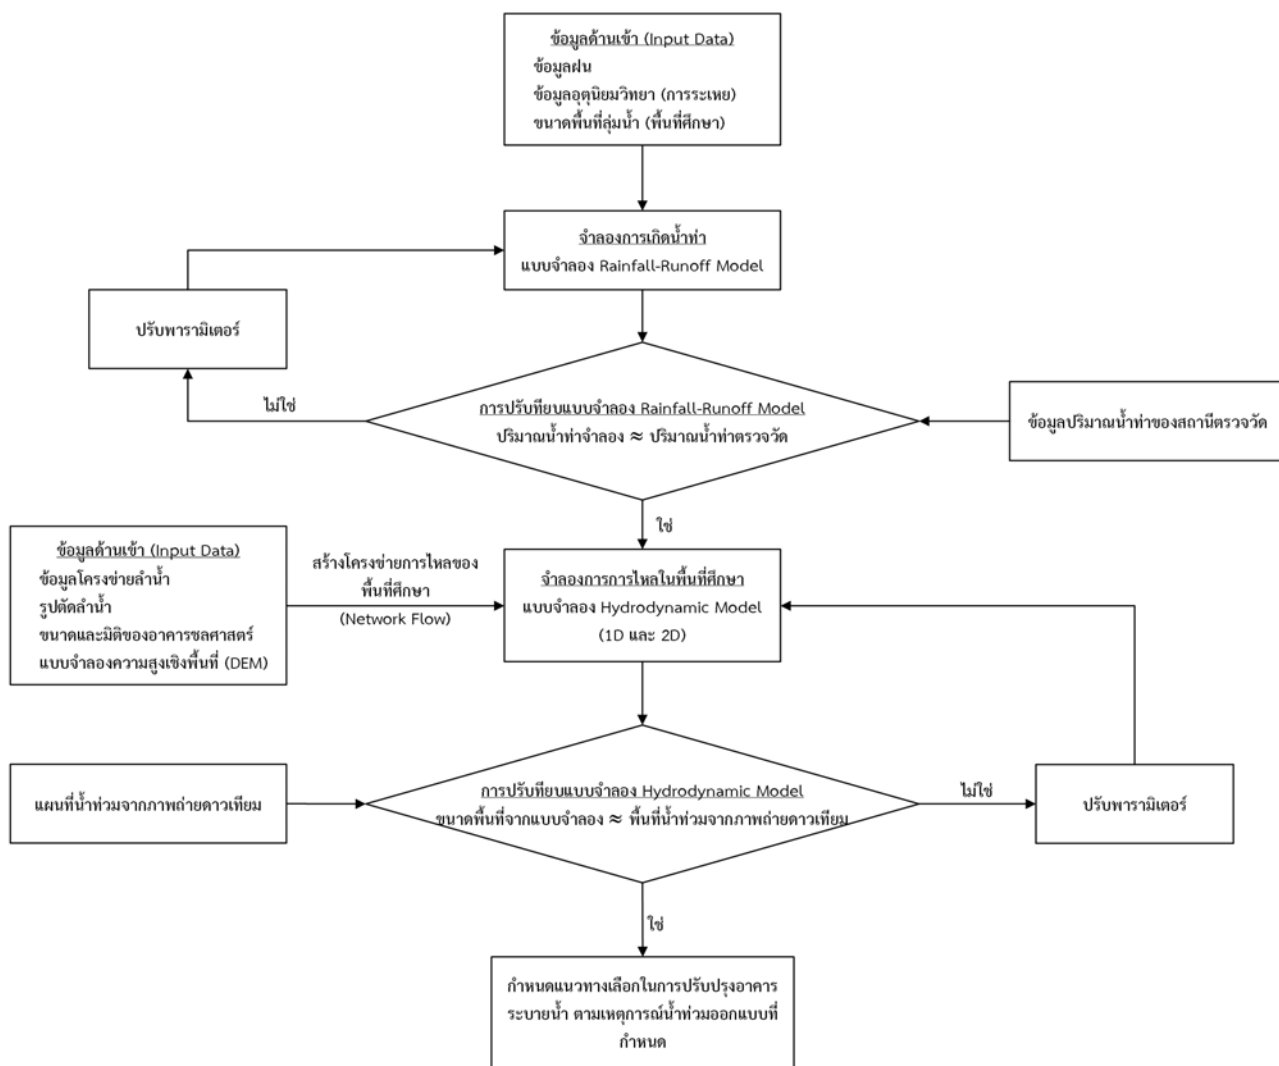 ข้อมูลด้านเข้า (Input Data)
ข้อมูลฝน
ข้อมูลอุตุนิยมวิทยา (การระเหย)
ขนาดพื้นที่ลุ่มน้ำ (พื้นที่ศึกษา)
จำลองการเกิดน้ำท่า
แบบจำลอง Rainfall-Runoff Model
ปรับพารามิเตอร์
ไม่ใช่
การปรับเทียบแบบจำลอง Rainfall-Runoff Model
ปริมาณน้ำท่าจำลอง ≈ ปริมาณน้ำท่าตรวจวัด
ข้อมูลปริมาณน้ำท่าของสถานีตรวจวัด
ใช่
ข้อมูลด้านเข้า (Input Data)
ข้อมูลโครงข่ายลำน้ำ
รูปตัดลำน้ำ
ขนาดและมิติของอาคารชลศาสตร์
แบบจำลองความสูงเชิงพื้นที่ (DEM)
สร้างโครงข่ายการไหลของ
พื้นที่ศึกษา
(Network Flow)
จำลองการการไหลในพื้นที่ศึกษา
แบบจำลอง Hydrodynamic Model
(1D และ 2D)
แผนที่น้ำท่วมจากภาพถ่ายดาวเทียม
การปรับเทียบแบบจำลอง Hydrodynamic Model
ขนาดพื้นที่จากแบบจำลอง ≈ พื้นที่น้ำท่วมจากภาพถ่ายดาวเทียม
ไม่ใช่
ปรับพารามิเตอร์
ใช่
กำหนดแนวทางเลือกในการปรับปรุงอาคาร
ระบายน้ำ ตามเหตุการณ์น้ำท่วมออกแบบที่
กำหนด